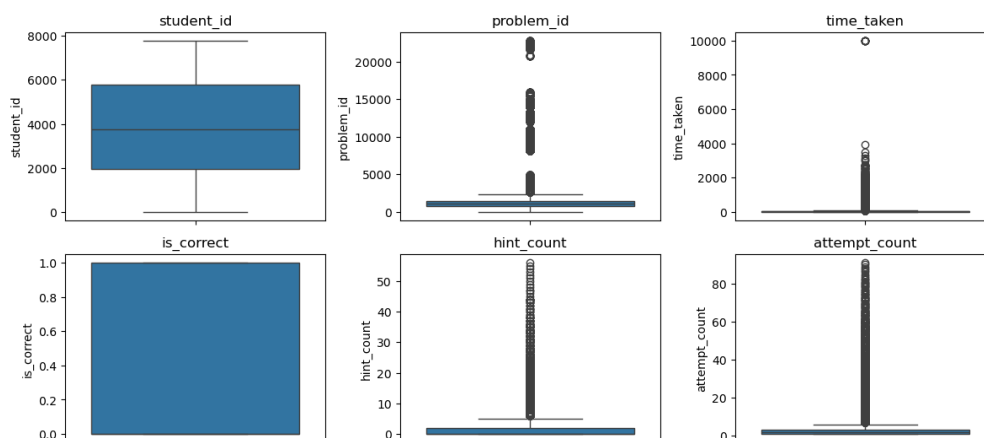 student_id
problem_id
time_taken
8000
6000
4000
2000
0
student_id
20000
15000
10000
5000
0
problem_id
10000
8000
6000
4000
2000
0
time_taken
is_correct
hint_count
attempt_count
1.0
0.8
0.6
0.4
0.2
0.0
is_correct
50
40
30
20
10
0
hint_count
80
60
40
20
0
attempt_count